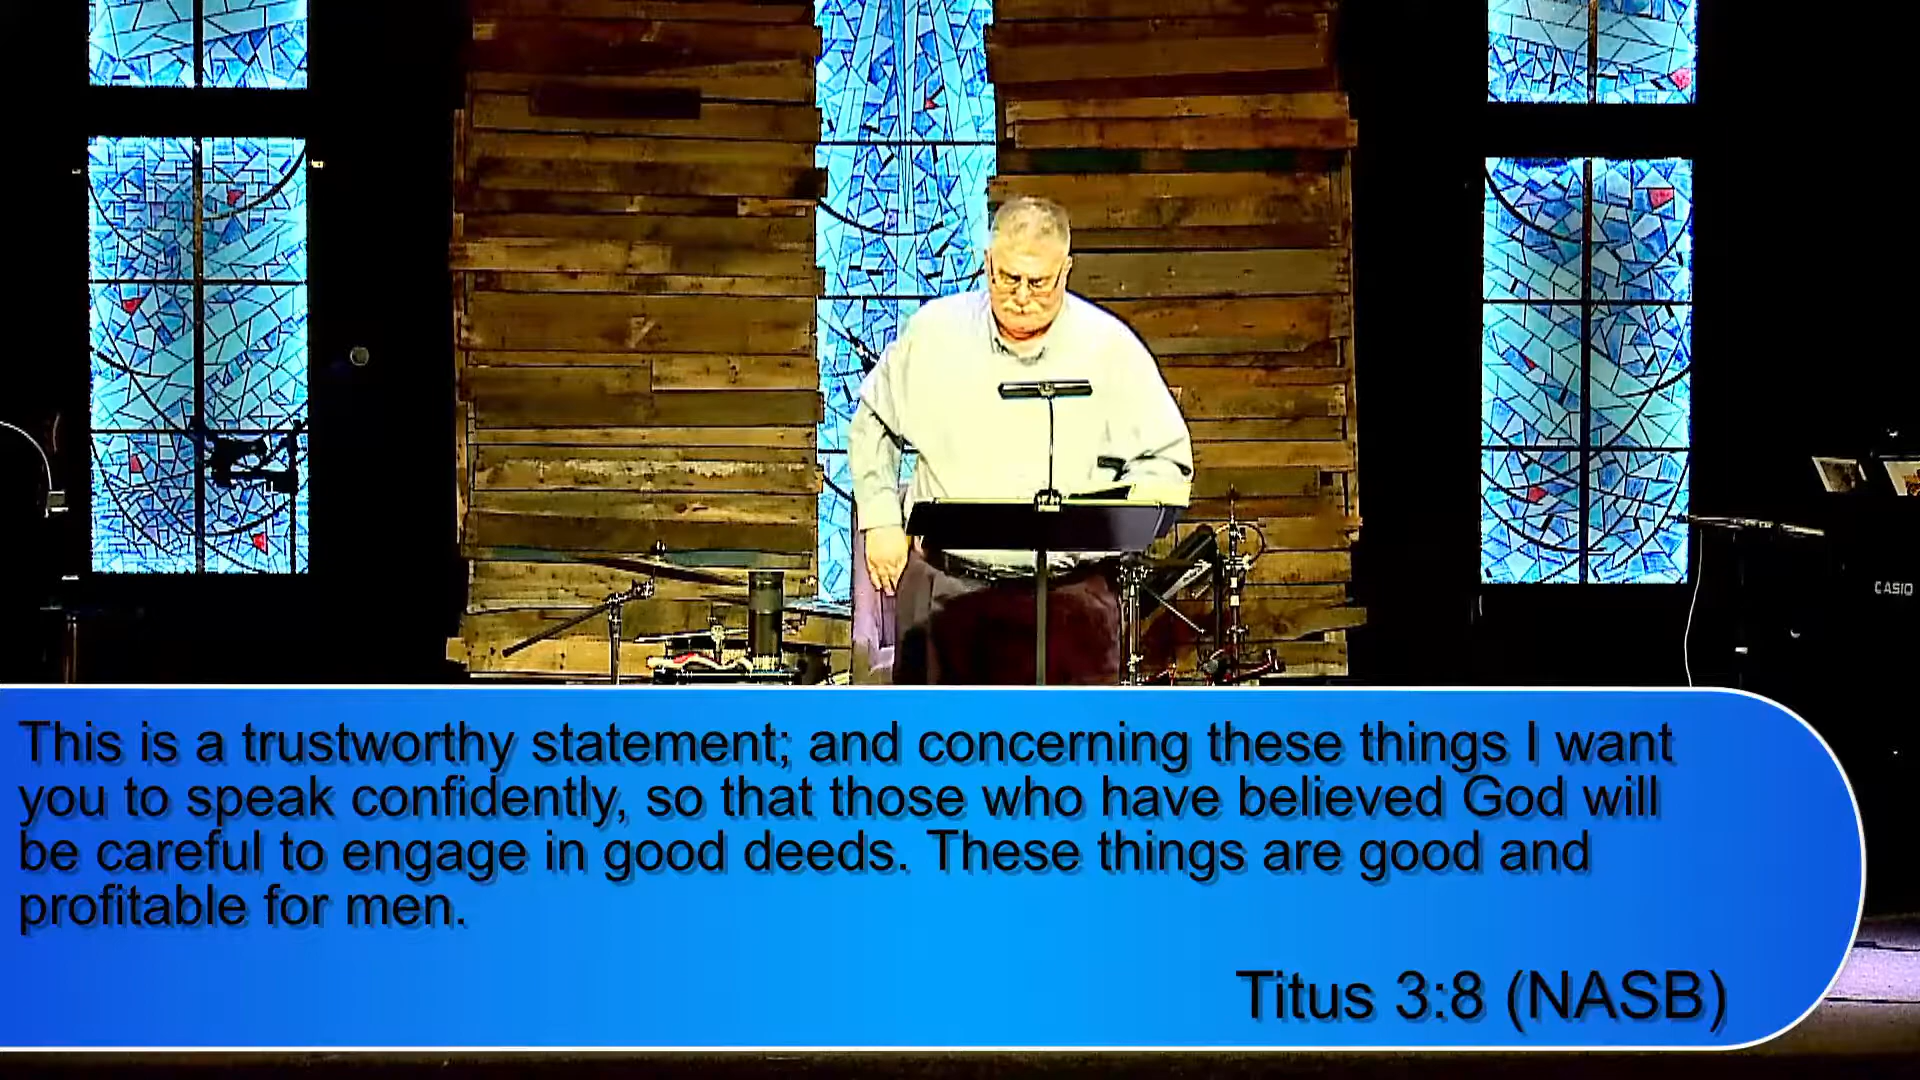 CASIO
This is a trustworthy statement; and concerning these things I want
you to speak confidently, so that those who have believed God will
be careful to engage in good deeds. These things are good and
profitable for men.
Titus 3:8 (NASB)